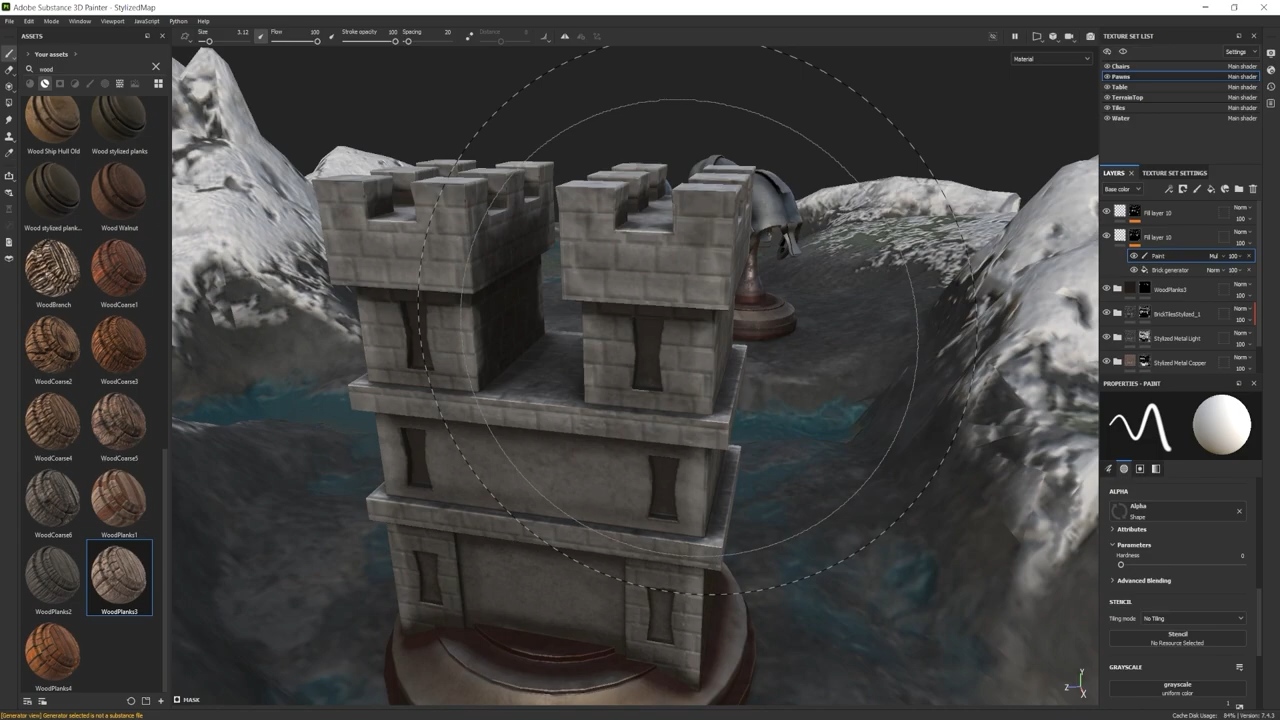 Adobe Substance 3D Painter - StylizedMap
File Edit Mode Window Viewport JavaScript Python Help
ASSETS
Size 3.12 Flow 100 Stroke opacity 100 Spacing 20 Distance 8
Your assets
wood
Material
Wood Ship Hull Old
Wood stylized planks
Wood stylized plank...
Wood Walnut
WoodBranch
WoodCoarse1
WoodCoarse2
WoodCoarse3
WoodCoarse4
WoodCoarse5
WoodCoarse6
WoodPlanks1
WoodPlanks2
WoodPlanks3
WoodPlanks4
MASK
Y
Z
X
TEXTURE SET LIST
Settings
Chairs Main shader
Pawns Main shader
Table Main shader
TerrainTop Main shader
Tiles Main shader
Water Main shader
LAYERS TEXTURE SET SETTINGS
Base color
Fill layer 10 Norm 100
Fill layer 10 Norm 100
Paint Mul 100
Brick generator Norm 100
WoodPlanks3 Norm 100
BrickTilesStylized_1 Norm 100
Stylized Metal Light Norm 100
Stylized Metal Copper Norm 100
PROPERTIES - PAINT
ALPHA
Alpha
Shape
Attributes
Parameters
Hardness 0
Advanced Blending
STENCIL
Tiling mode No Tiling
Stencil
No Resource Selected
GRAYSCALE
grayscale
uniform color
1
[Generator view] Generator selected is not a substance file
Cache Disk Usage: 84% | Version: 7.4.3